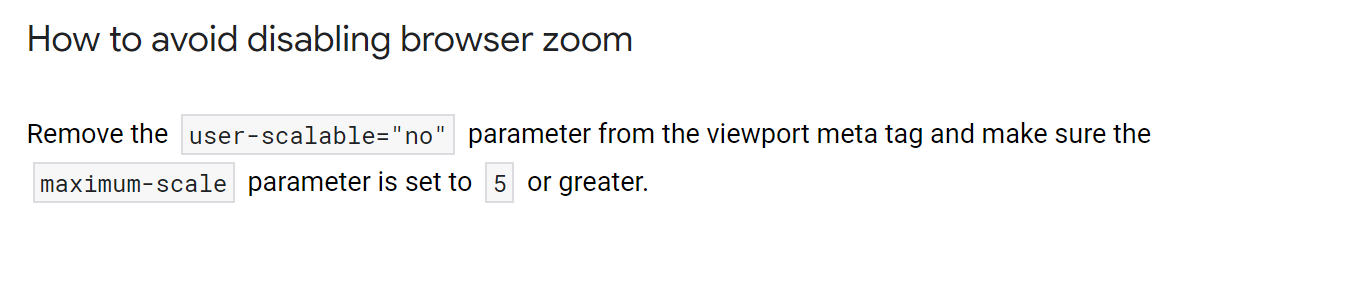 How to avoid disabling browser zoom
Remove the user-scalable="no" parameter from the viewport meta tag and make sure the
maximum-scale parameter is set to 5 or greater.